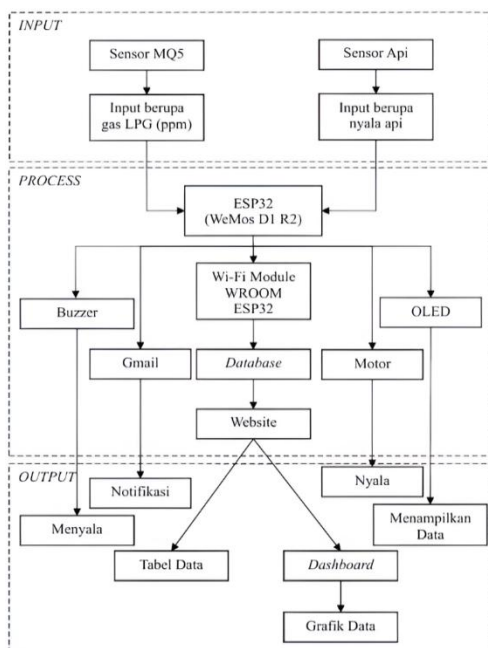 INPUT
Sensor MQ5
Sensor Api
Input berupa
gas LPG (ppm)
Input berupa
nyala api
PROCESS
ESP32
(WeMos D1 R2)
Wi-Fi Module
WROOM
ESP32
Buzzer
OLED
Gmail
Database
Motor
Website
OUTPUT
Notifikasi
Nyala
Menyala
Menampilkan
Data
Tabel Data
Dashboard
Grafik Data